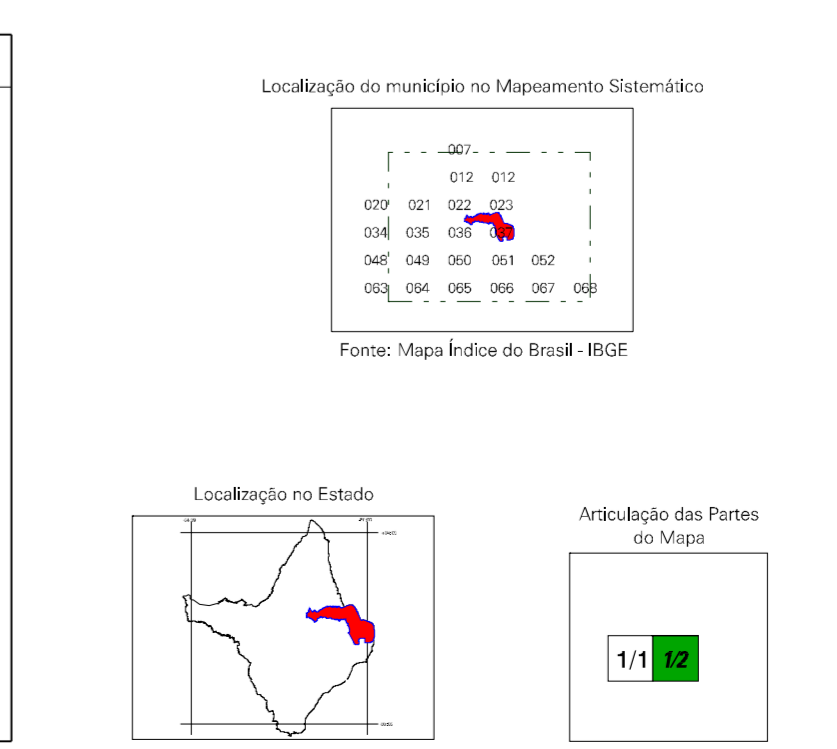 Localização do município no Mapeamento Sistemático
007
012 012
020 021 022 023
034 035 036 037
048 049 050 051 052
063 064 065 066 067 068
Fonte: Mapa Índice do Brasil - IBGE
Localização no Estado
Articulação das Partes
do Mapa
1/1 1/2